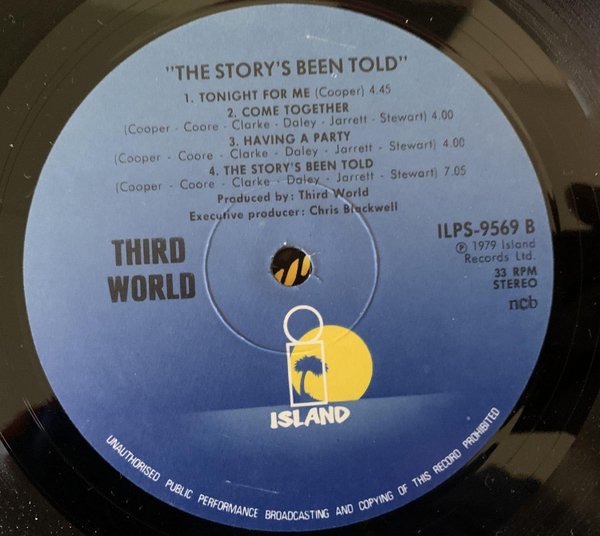 "THE STORY'S BEEN TOLD"
1. TONIGHT FOR ME (Cooper) 4.45
2. COME TOGETHER
(Cooper - Coore - Clarke - Daley - Jarrett - Stewart) 4.00
3. HAVING A PARTY
(Cooper - Coore - Clarke - Daley - Jarrett - Stewart) 4.00
4. THE STORY'S BEEN TOLD
(Cooper - Coore - Clarke - Daley - Jarrett - Stewart) 7.05
Produced by: Third World
Executive producer: Chris Blackwell
THIRD
WORLD
ILPS-9569 B
Ⓟ 1979 Island
Records Ltd.
33 RPM
STEREO
ncb
ISLAND
UNAUTHORISED PUBLIC PERFORMANCE BROADCASTING AND COPYING OF THIS RECORD PROHIBITED